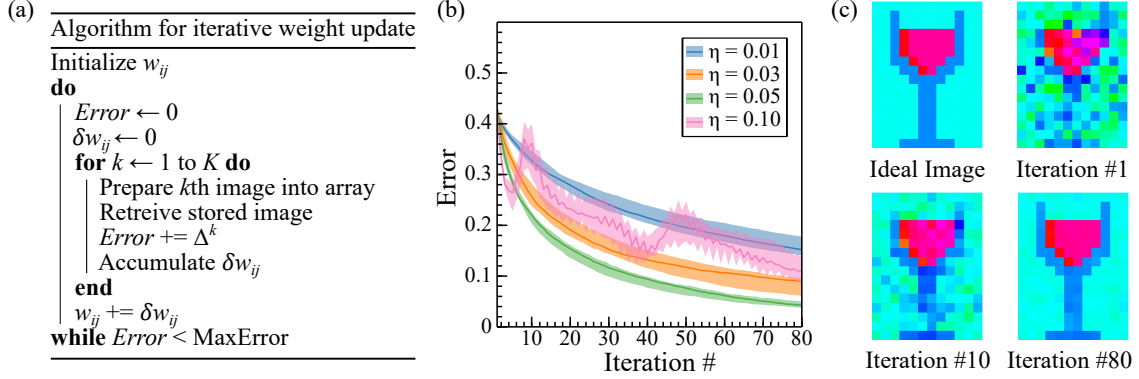 (a)
Algorithm for iterative weight update
Initialize w_ij
do
Error ← 0
δw_ij ← 0
for k ← 1 to K do
Prepare kth image into array
Retreive stored image
Error += Δ^k
Accumulate δw_ij
end
w_ij += δw_ij
while Error < MaxError
(b)
η = 0.01
η = 0.03
η = 0.05
η = 0.10
Error
0.5
0.4
0.3
0.2
0.1
0
10 20 30 40 50 60 70 80
Iteration #
(c)
Ideal Image
Iteration #1
Iteration #10
Iteration #80